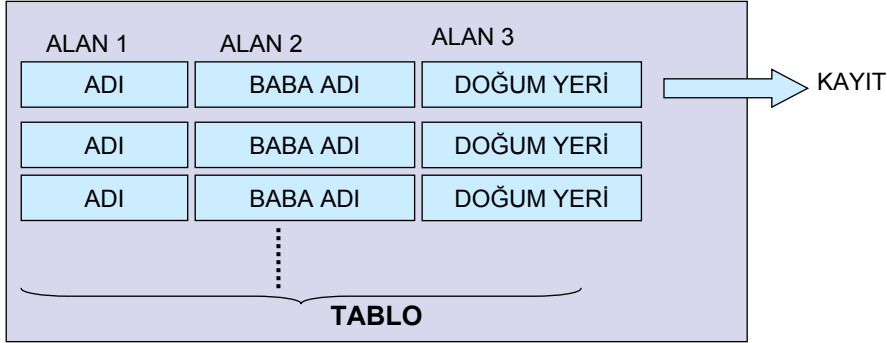 ALAN 1 ALAN 2 ALAN 3
ADI BABA ADI DOĞUM YERİ KAYIT
ADI BABA ADI DOĞUM YERİ
ADI BABA ADI DOĞUM YERİ
TABLO